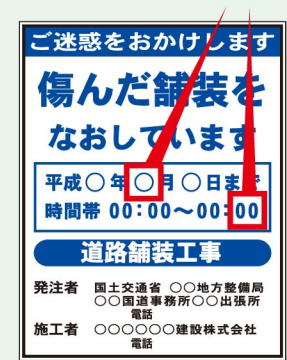 ご迷惑をおかけします
傷んだ舗装を
なおしています
平成○年○月○日まで
時間帯 00:00~00:00
道路舗装工事
発注者 国土交通省 ○○地方整備局
○○国道事務所○○出張所
電話
施工者 ○○○○○○○建設株式会社
電話